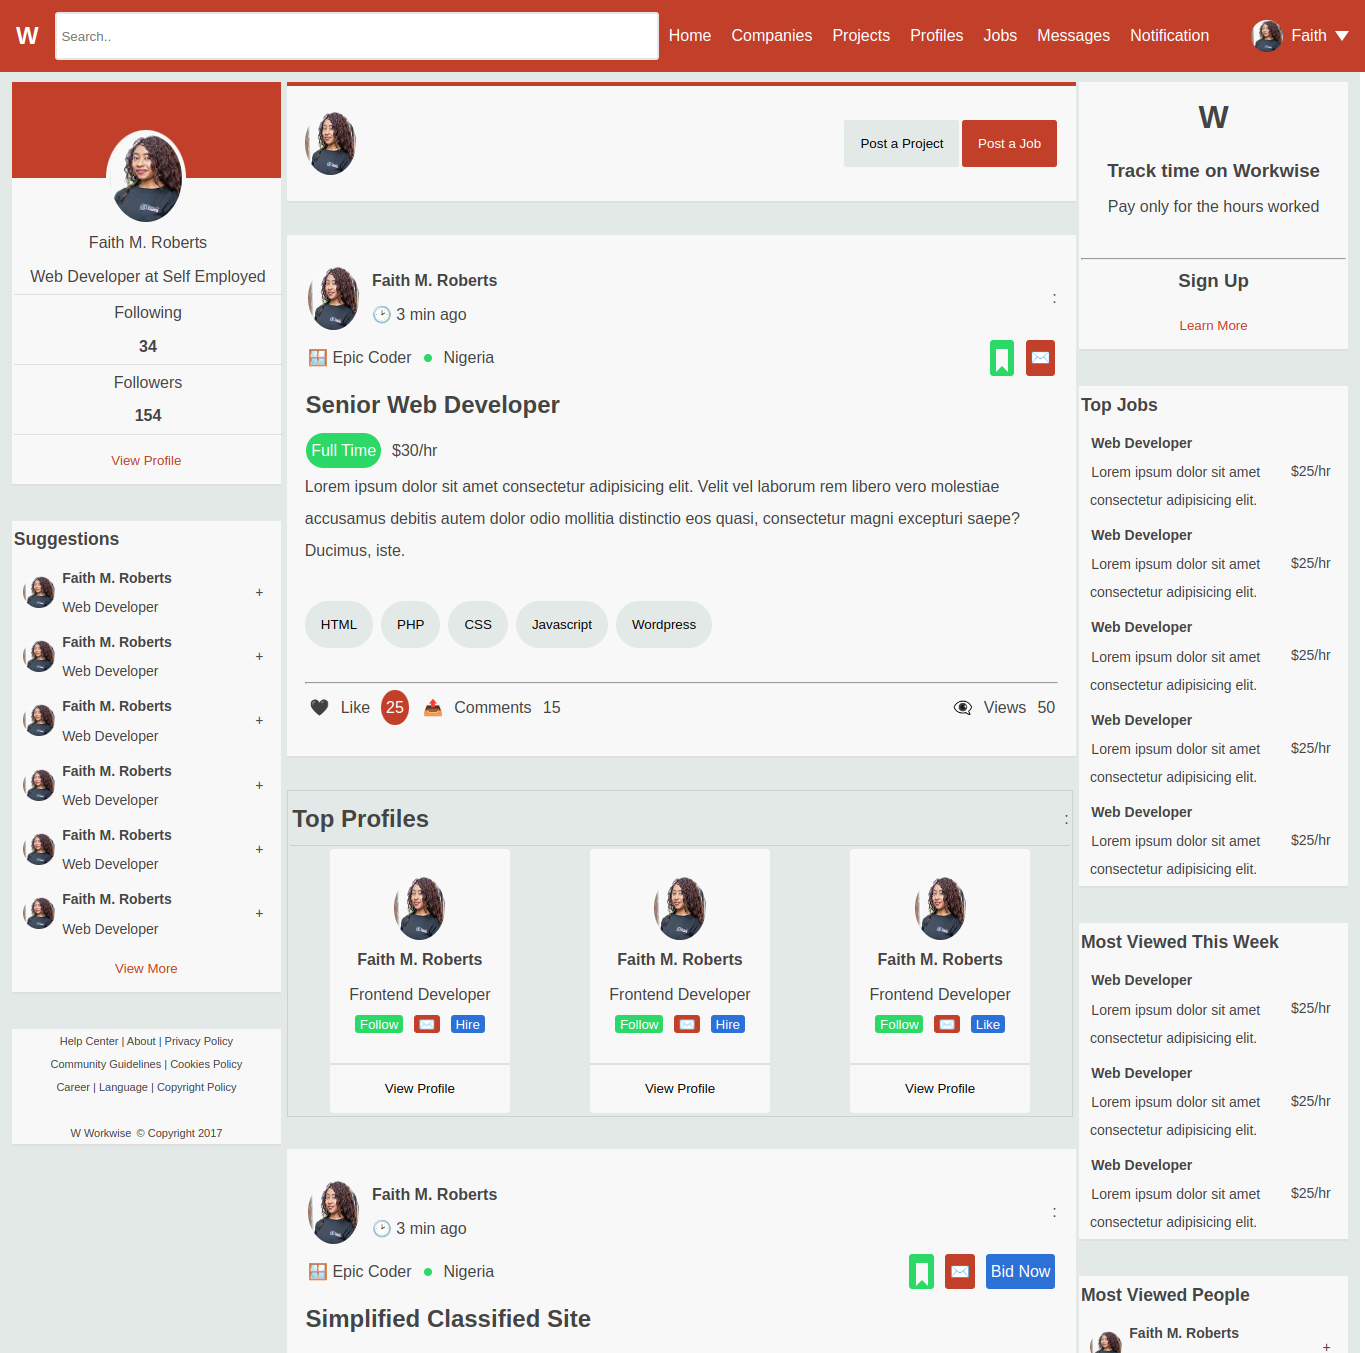 W
Search..
Home Companies Projects Profiles Jobs Messages Notification
Faith
Faith M. Roberts
Web Developer at Self Employed
Following
34
Followers
154
View Profile
Suggestions
Faith M. Roberts
Web Developer
+
Faith M. Roberts
Web Developer
+
Faith M. Roberts
Web Developer
+
Faith M. Roberts
Web Developer
+
Faith M. Roberts
Web Developer
+
Faith M. Roberts
Web Developer
+
View More
Help Center | About | Privacy Policy
Community Guidelines | Cookies Policy
Career | Language | Copyright Policy
W Workwise © Copyright 2017
Post a Project
Post a Job
Faith M. Roberts
:
3 min ago
Epic Coder Nigeria
Senior Web Developer
Full Time $30/hr
Lorem ipsum dolor sit amet consectetur adipisicing elit. Velit vel laborum rem libero vero molestiae
accusamus debitis autem dolor odio mollitia distinctio eos quasi, consectetur magni excepturi saepe?
Ducimus, iste.
HTML PHP CSS Javascript Wordpress
Like 25 Comments 15 Views 50
Top Profiles :
Faith M. Roberts
Frontend Developer
Follow Hire
View Profile
Faith M. Roberts
Frontend Developer
Follow Hire
View Profile
Faith M. Roberts
Frontend Developer
Follow Like
View Profile
Faith M. Roberts
:
3 min ago
Epic Coder Nigeria
Bid Now
Simplified Classified Site
W
Track time on Workwise
Pay only for the hours worked
Sign Up
Learn More
Top Jobs
Web Developer
Lorem ipsum dolor sit amet $25/hr
consectetur adipisicing elit.
Web Developer
Lorem ipsum dolor sit amet $25/hr
consectetur adipisicing elit.
Web Developer
Lorem ipsum dolor sit amet $25/hr
consectetur adipisicing elit.
Web Developer
Lorem ipsum dolor sit amet $25/hr
consectetur adipisicing elit.
Web Developer
Lorem ipsum dolor sit amet $25/hr
consectetur adipisicing elit.
Most Viewed This Week
Web Developer
Lorem ipsum dolor sit amet $25/hr
consectetur adipisicing elit.
Web Developer
Lorem ipsum dolor sit amet $25/hr
consectetur adipisicing elit.
Web Developer
Lorem ipsum dolor sit amet $25/hr
consectetur adipisicing elit.
Most Viewed People
Faith M. Roberts
+